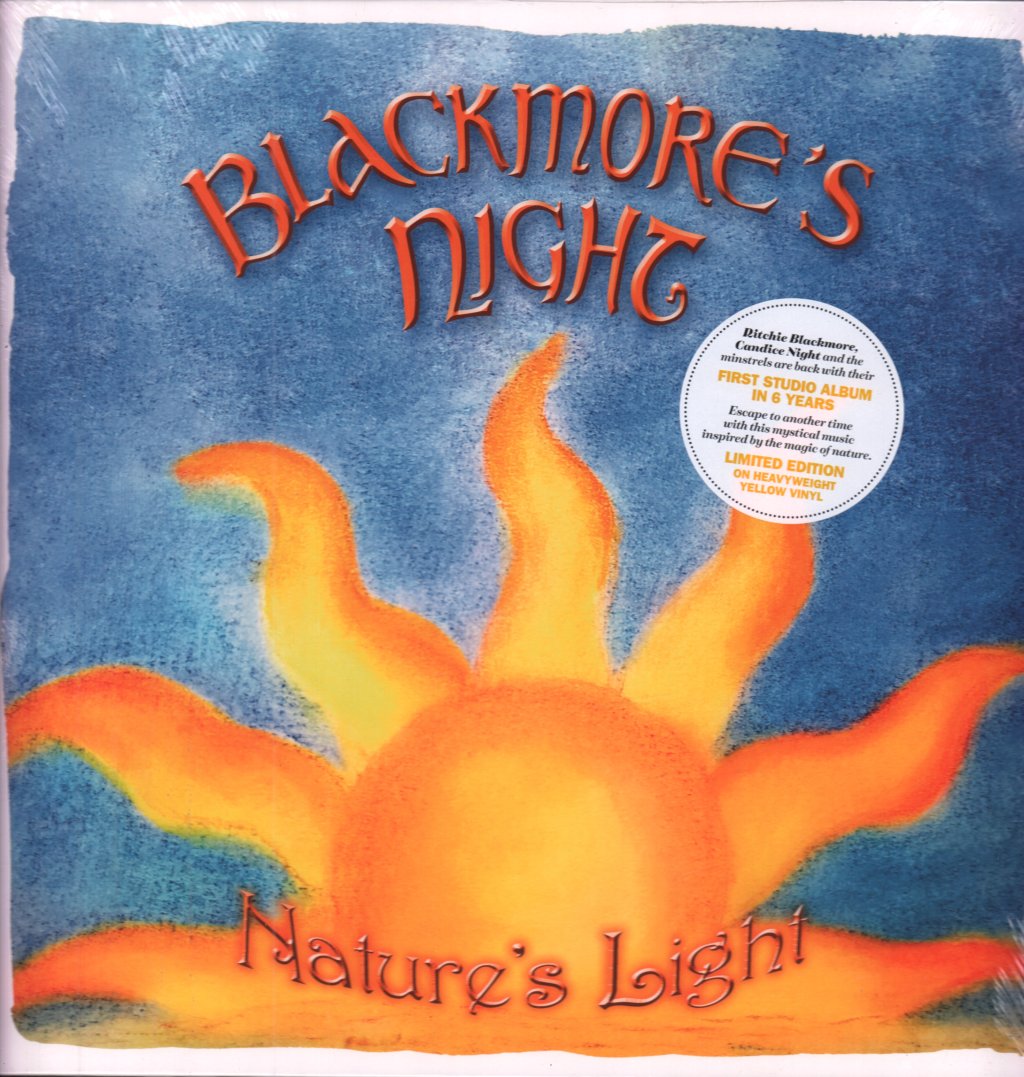 BLACKMORE'S
NIGHT
Ritchie Blackmore,
Candice Night and the
minstrels are back with their
FIRST STUDIO ALBUM
IN 6 YEARS
Escape to another time
with this mystical music
inspired by the magic of nature.
LIMITED EDITION
ON HEAVYWEIGHT
YELLOW VINYL
Nature's Light